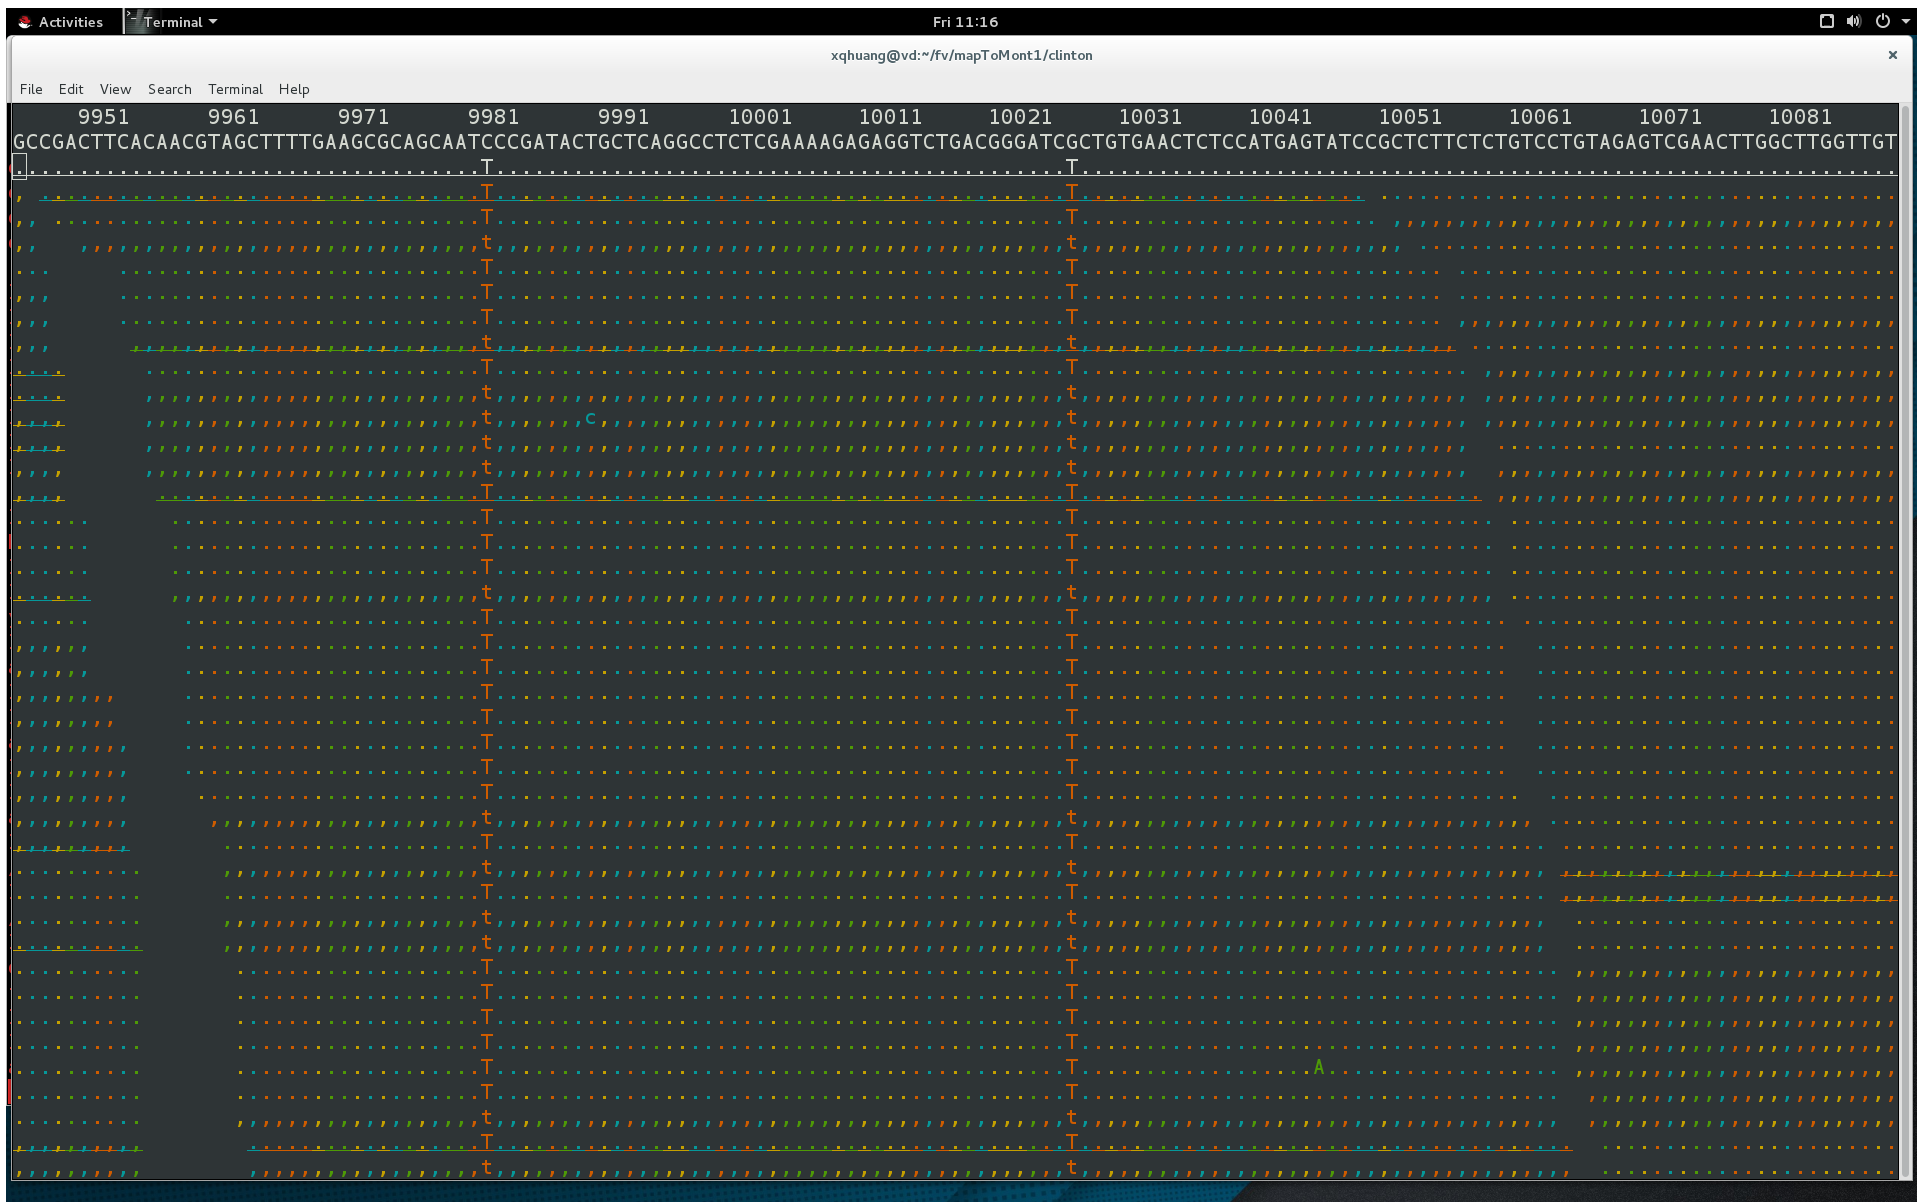 Activities Terminal Fri 11:16
xqhuang@vd:~/fv/mapToMont1/clinton
File Edit View Search Terminal Help
9951 9961 9971 9981 9991 10001 10011 10021 10031 10041 10051 10061 10071 10081
GCCGACTTCACAACGTAGCTTTTGAAGCGCAGCAATCCCGATACTGCTCAGGCCTCTCGAAAAGAGAGGTCTGACGGGATCGCTGTGAACTCTCCATGAGTATCCGCTCTTCTCTGTCCTGTAGAGTCGAACTTGGCTTGGTTGT
T T
T T
T T
t t
T T
T T
T T
t t
T T
t t
t c t
t t
t t
T T
T T
T T
T T
t t
T T
T T
T T
T T
T T
T T
T T
T T
t t
T T
t t
T T
t t
t t
T T
T T
T T
T T
T T A
T T
t t
T T
t t